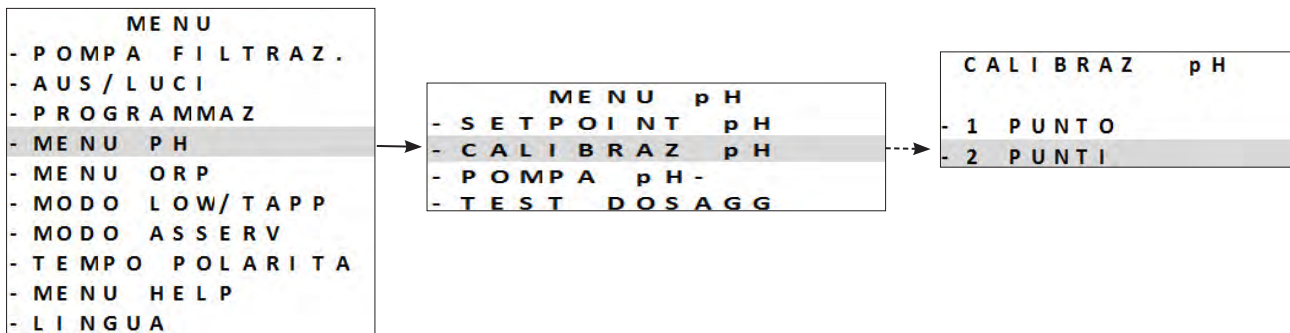 MENU
- POMPA FILTRAZ.
- AUS/LUCI
- PROGRAMMAZ
- MENU PH
- MENU ORP
- MODO LOW/TAPP
- MODO ASSERV
- TEMPO POLARITA
- MENU HELP
- LINGUA
MENU pH
- SETPOINT pH
- CALIBRAZ pH
- POMPA pH-
- TEST DOSAGG
CALIBRAZ pH
- 1 PUNTO
- 2 PUNTI